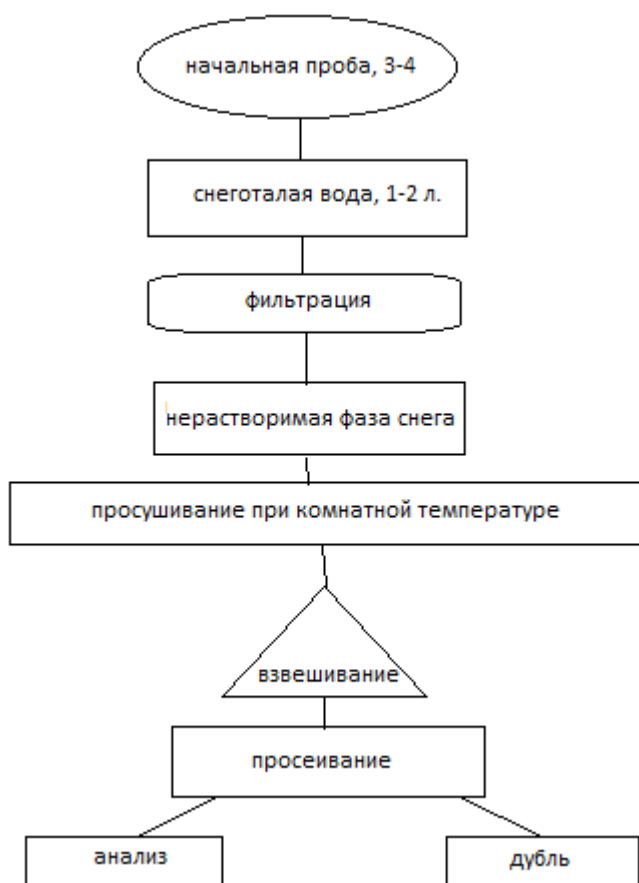 начальная проба, 3-4
снеготалая вода, 1-2 л.
фильтрация
нерастворимая фаза снега
просушивание при комнатной температуре
взвешивание
просеивание
анализ
дубль